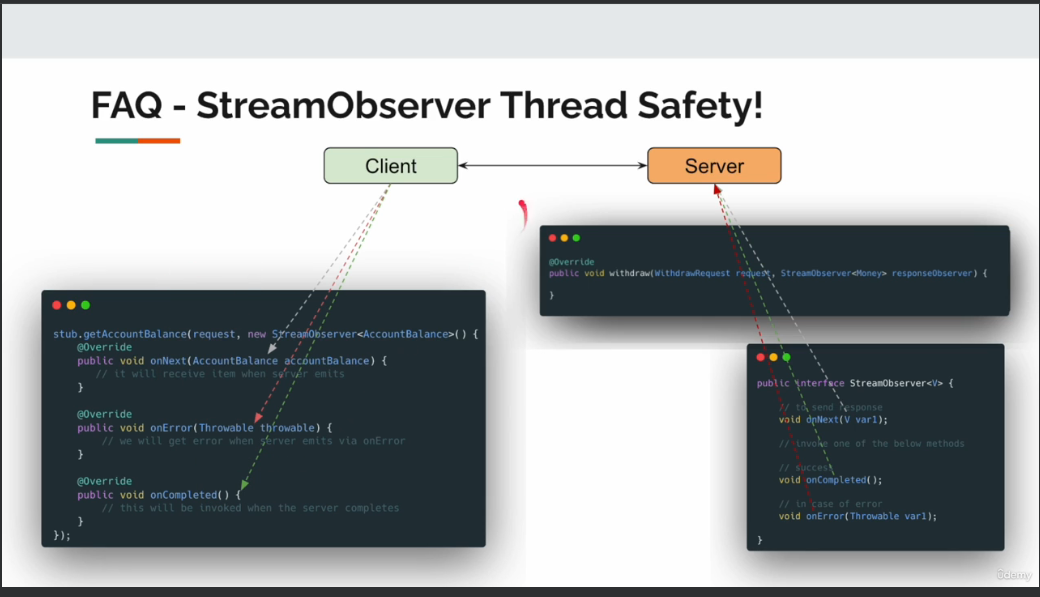 FAQ - StreamObserver Thread Safety!
Client
Server
@Override
public void withdraw(WithdrawRequest request, StreamObserver<Money> responseObserver) {
}
stub.getAccountBalance(request, new StreamObserver<AccountBalance>() {
@Override
public void onNext(AccountBalance accountBalance) {
// it will receive item when server emits
}
@Override
public void onError(Throwable throwable) {
// we will get error when server emits via onError
}
@Override
public void onCompleted() {
// this will be invoked when the server completes
}
});
public interface StreamObserver<V> {
// to send response
void onNext(V var1);
// invoke one of the below methods
// success
void onCompleted();
// in case of error
void onError(Throwable var1);
}
Udemy